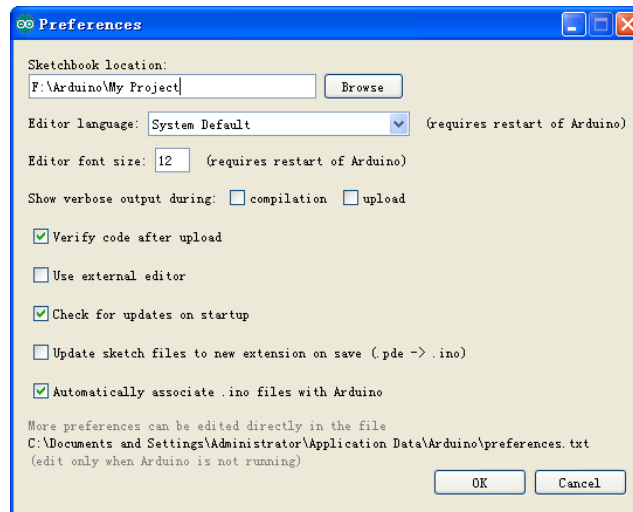 Preferences
Sketchbook location:
F:\Arduino\My Project
Browse
Editor language: System Default (requires restart of Arduino)
Editor font size: 12 (requires restart of Arduino)
Show verbose output during: compilation upload
Verify code after upload
Use external editor
Check for updates on startup
Update sketch files to new extension on save (.pde -> .ino)
Automatically associate .ino files with Arduino
More preferences can be edited directly in the file
C:\Documents and Settings\Administrator\Application Data\Arduino\preferences.txt
(edit only when Arduino is not running)
OK Cancel